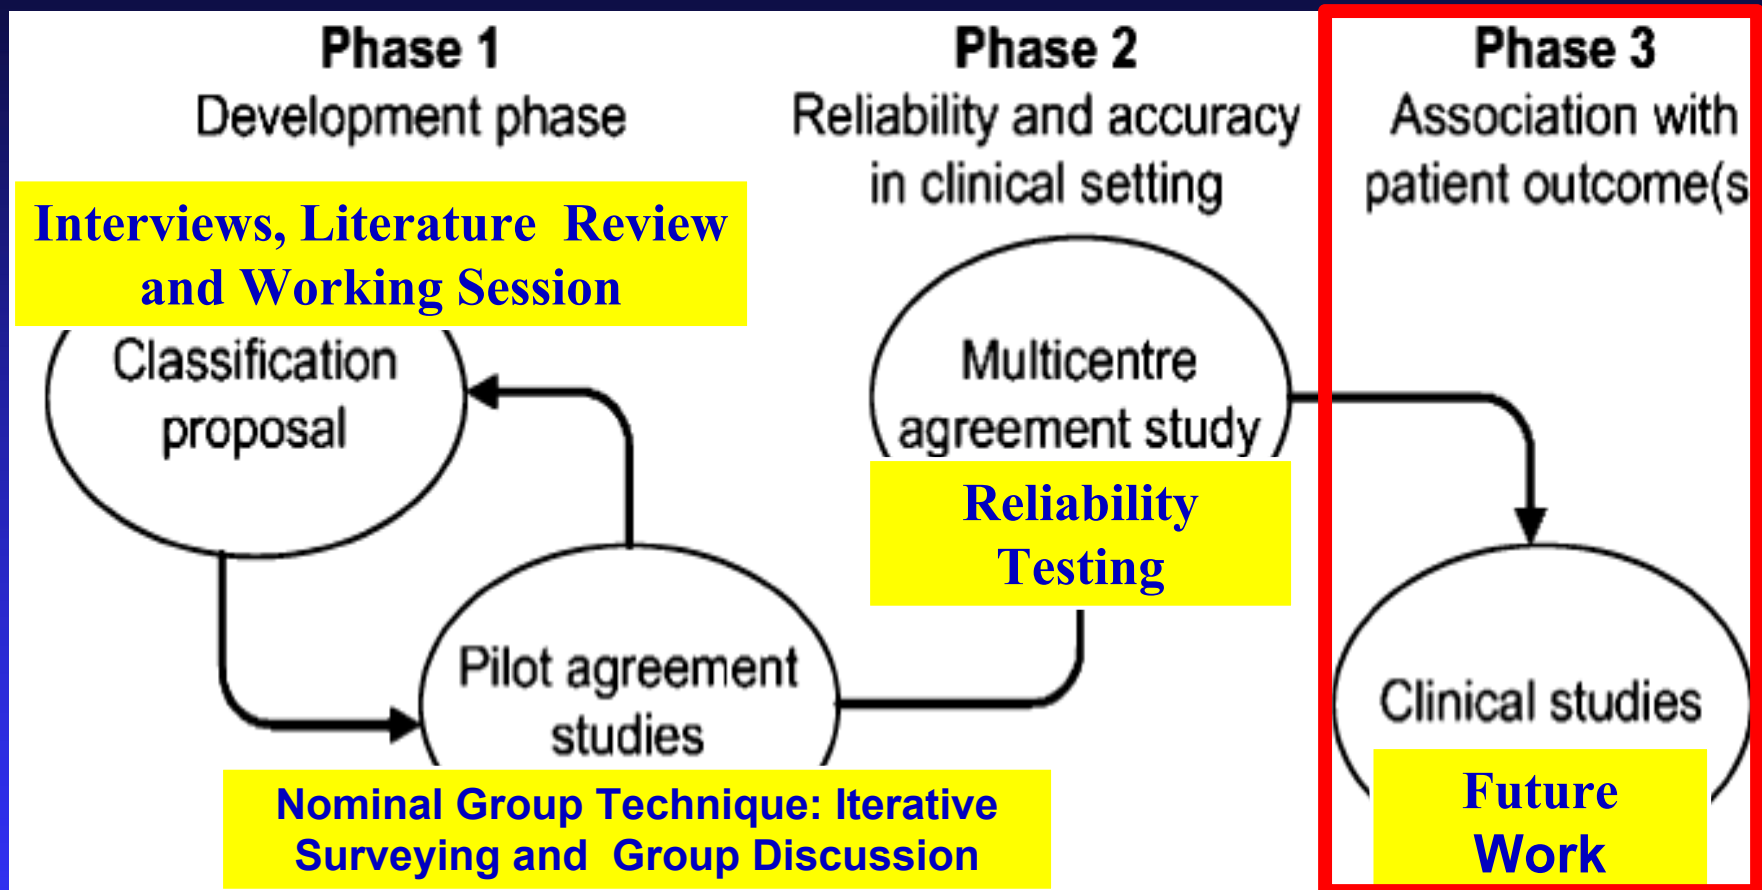 Phase 1
Development phase
Interviews, Literature Review
and Working Session
Classification
proposal
Pilot agreement
studies
Nominal Group Technique: Iterative
Surveying and Group Discussion
Phase 2
Reliability and accuracy
in clinical setting
Multicentre
agreement study
Reliability
Testing
Phase 3
Association with
patient outcome(s
Clinical studies
Future
Work